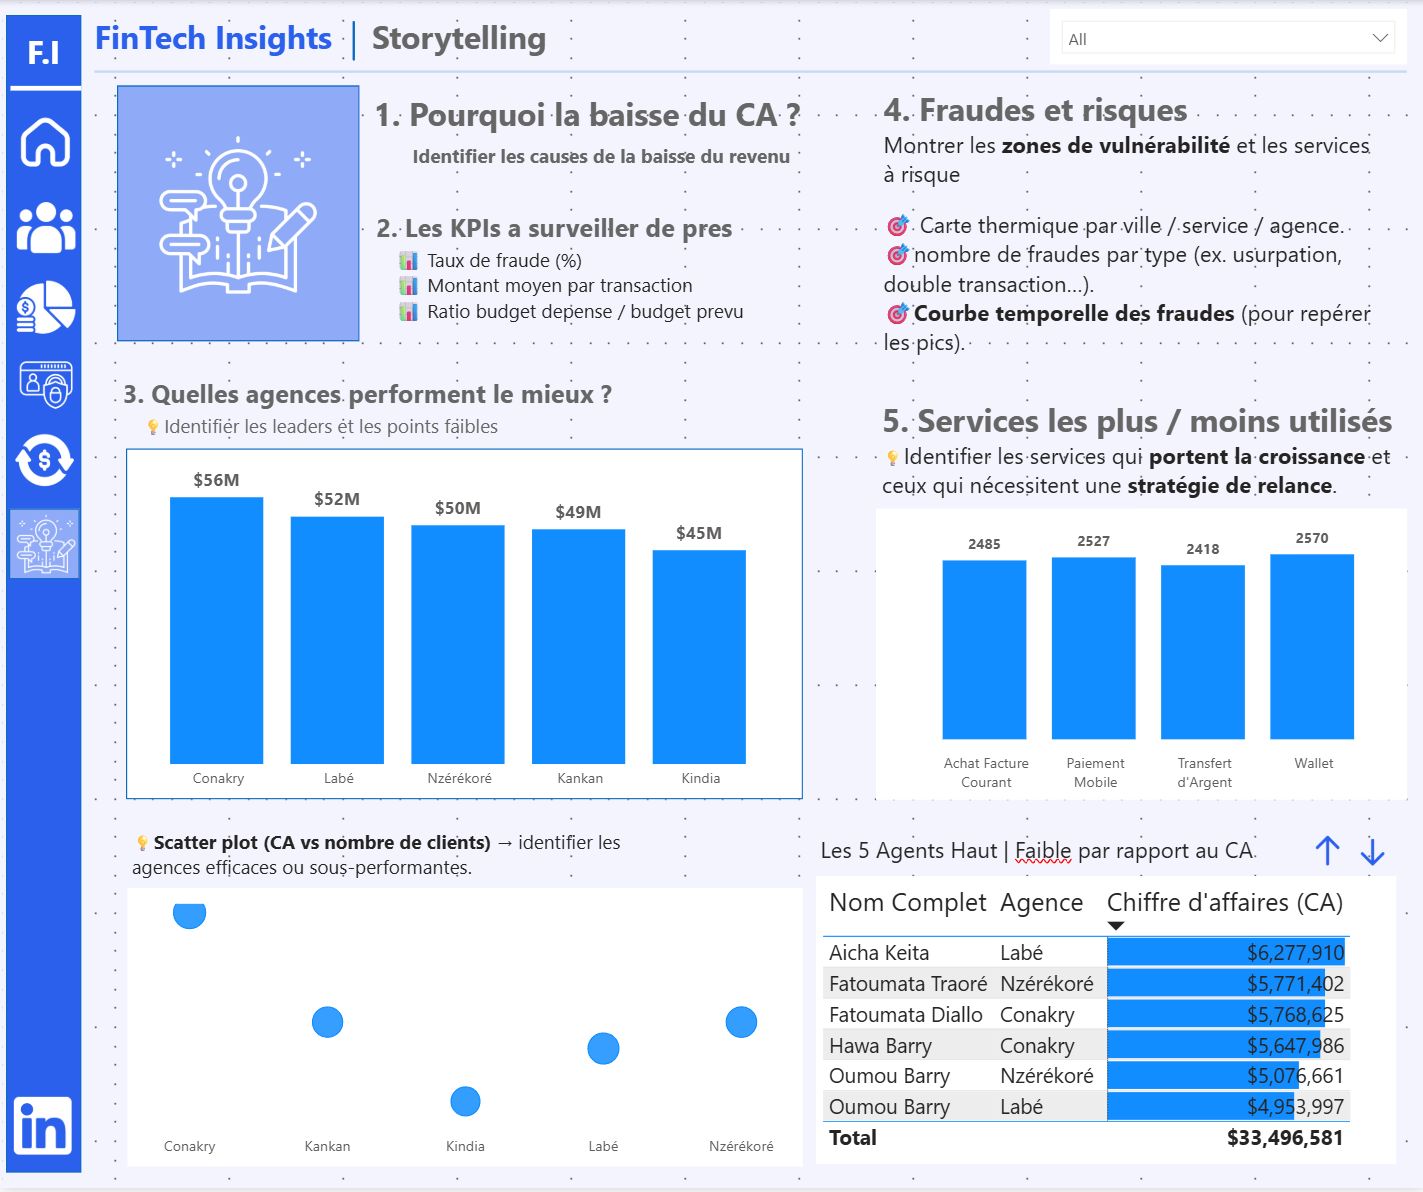 F.I
FinTech Insights | Storytelling
All
1. Pourquoi la baisse du CA ?
Identifier les causes de la baisse du revenu
2. Les KPIs a surveiller de pres
Taux de fraude (%)
Montant moyen par transaction
Ratio budget depense / budget prevu
4. Fraudes et risques
Montrer les zones de vulnérabilité et les services
à risque
Carte thermique par ville / service / agence.
nombre de fraudes par type (ex. usurpation,
double transaction...).
Courbe temporelle des fraudes (pour repérer
les pics).
3. Quelles agences performent le mieux ?
Identifier les leaders et les points faibles
$56M
$52M
$50M
$49M
$45M
Conakry
Labé
Nzérékoré
Kankan
Kindia
5. Services les plus / moins utilisés
Identifier les services qui portent la croissance et
ceux qui nécessitent une stratégie de relance.
2485
2527
2418
2570
Achat Facture
Courant
Paiement
Mobile
Transfert
d'Argent
Wallet
Scatter plot (CA vs nombre de clients) → identifier les
agences efficaces ou sous-performantes.
Conakry
Kankan
Kindia
Labé
Nzérékoré
Les 5 Agents Haut | Faible par rapport au CA
Nom Complet Agence Chiffre d'affaires (CA)
Aicha Keita Labé $6,277,910
Fatoumata Traoré Nzérékoré $5,771,402
Fatoumata Diallo Conakry $5,768,625
Hawa Barry Conakry $5,647,986
Oumou Barry Nzérékoré $5,076,661
Oumou Barry Labé $4,953,997
Total $33,496,581
in